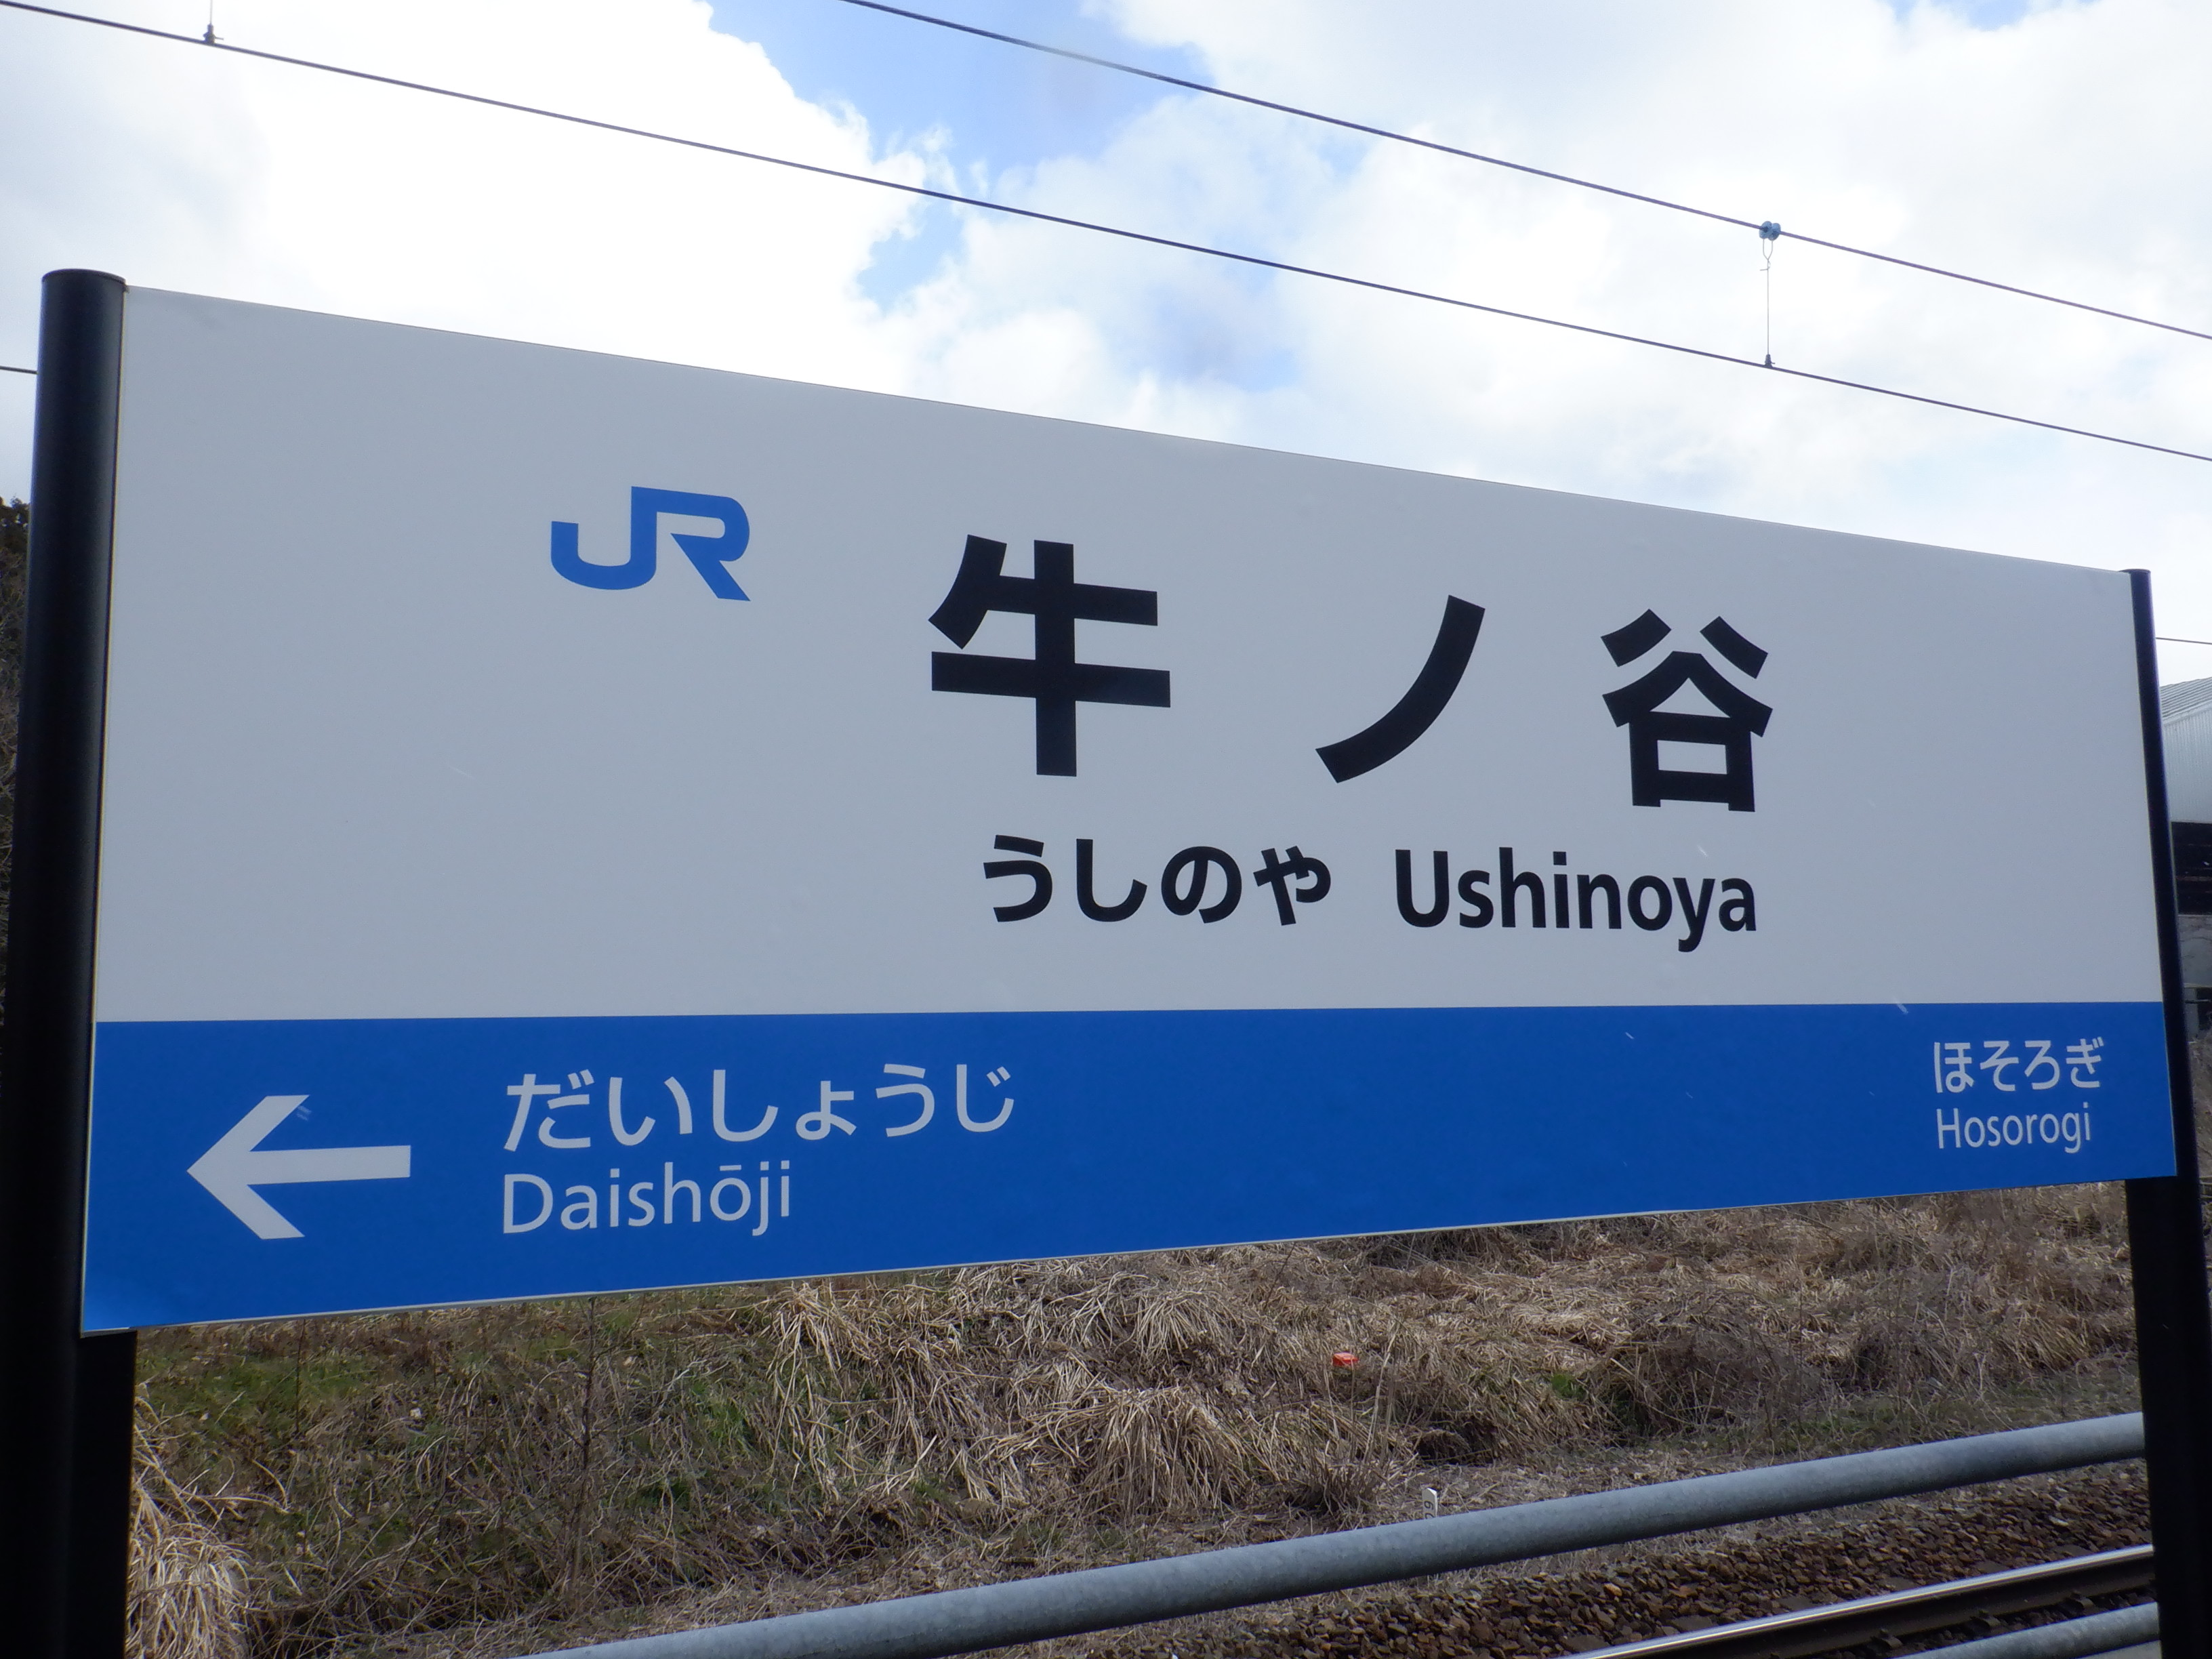 JR
牛ノ谷
うしのや Ushinoya
だいしょうじ
Daishōji
ほそろぎ
Hosorogi